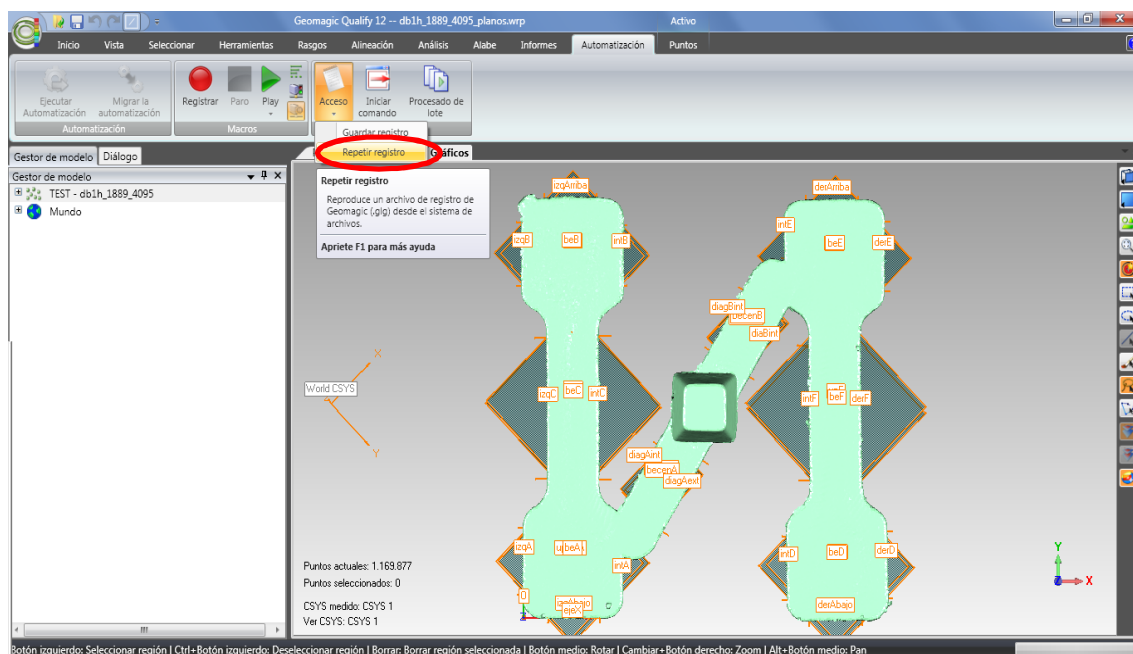 Geomagic Qualify 12 -- db1h_1889_4095_planos.wrp
Activo
Inicio Vista Seleccionar Herramientas Rasgos Alineación Análisis Alabe Informes Automatización Puntos
Ejecutar Automatización
Migrar la automatización
Registrar
Paro
Play
Acceso
Iniciar comando
Procesado de lote
Automatización
Macros
Guardar registro
Repetir registro
Gráficos
Repetir registro
Reproduce un archivo de registro de
Geomagic (.glg) desde el sistema de
archivos.
Apriete F1 para más ayuda
Gestor de modelo Diálogo
Gestor de modelo
TEST - db1h_1889_4095
Mundo
izqArriba
derArriba
izqB beB intB
intE beE derE
diagBint
becenB
diaBint
X
World CSYS
Y
izqC beC intC
intF beF derF
diagAint
becenA
diagAext
izqA beA intA
intD beD derD
0
ejeX
derAbajo
Puntos actuales: 1.169.877
Puntos seleccionados: 0
CSYS medido: CSYS 1
Ver CSYS: CSYS 1
Y
Z X
Botón izquierdo: Seleccionar región | Ctrl+Botón izquierdo: Deseleccionar región | Borrar: Borrar región seleccionada | Botón medio: Rotar | Cambiar+Botón derecho: Zoom | Alt+Botón medio: Pan